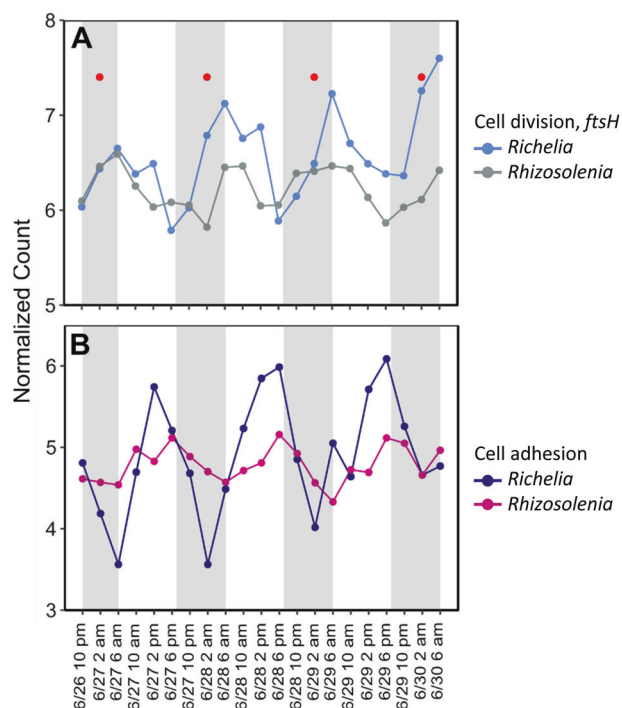 A
8
7
6
5
Cell division, ftsH
Richelia
Rhizosolenia
Normalized Count
B
6
5
4
3
Cell adhesion
Richelia
Rhizosolenia
6/26 10 pm
6/27 2 am
6/27 6 am
6/27 10 am
6/27 2 pm
6/27 6 pm
6/27 10 pm
6/28 2 am
6/28 6 am
6/28 10 am
6/28 2 pm
6/28 6 pm
6/28 10 pm
6/29 2 am
6/29 6 am
6/29 10 am
6/29 2 pm
6/29 6 pm
6/29 10 pm
6/30 2 am
6/30 6 am